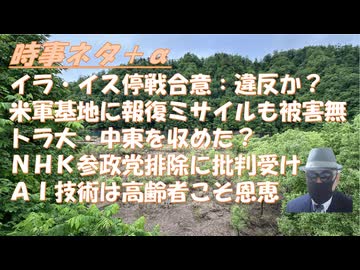 時事ネタ＋α
イラ・イス停戦合意：違反か？
米軍基地に報復ミサイルも被害無
トラ大　中東を収めた？
ＮＨＫ参政党排除に批判受け
ＡＩ技術は高齢者こそ恩恵